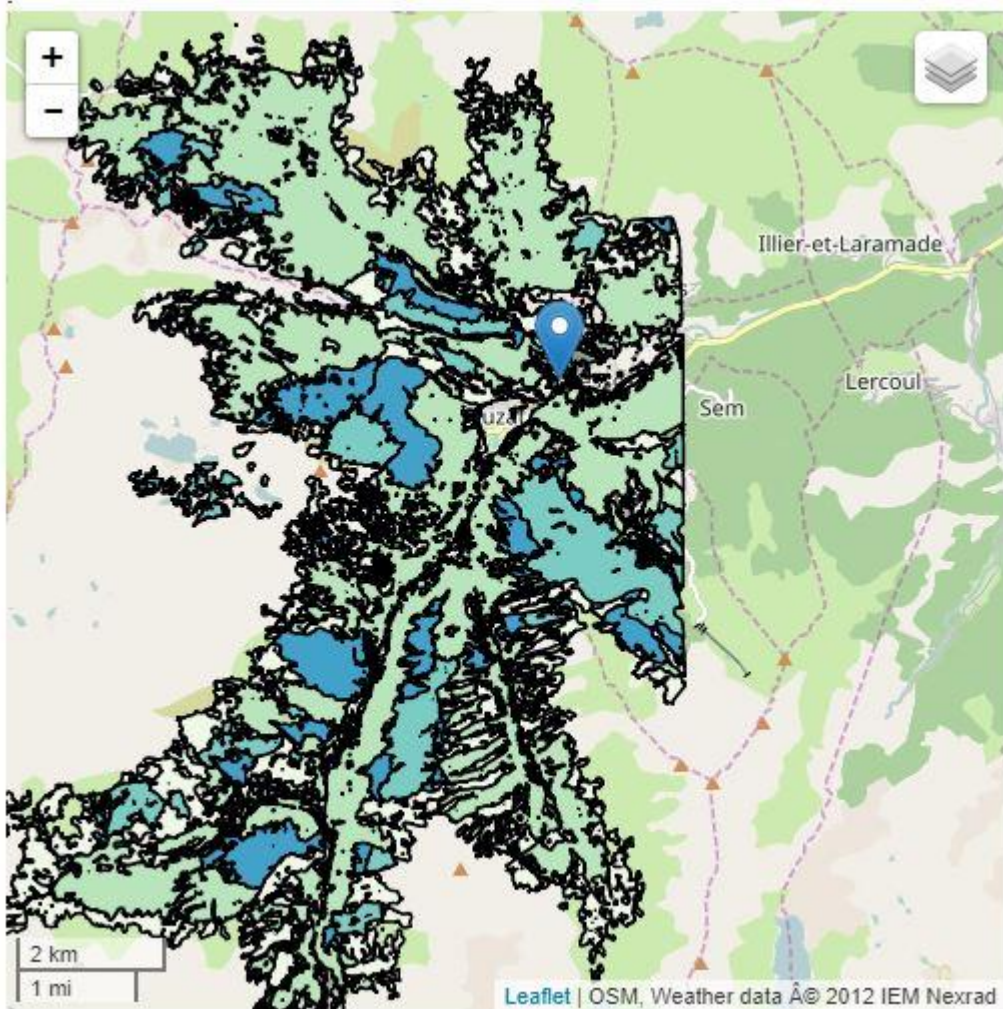 +
−
Illier-et-Laramade
Lercoul
Sem
2 km
1 mi
Leaflet | OSM, Weather data Â© 2012 IEM Nexrad